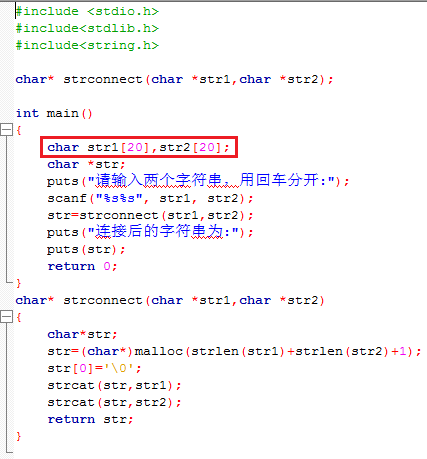 #include <stdio.h>
#include<stdlib.h>
#include<string.h>
char* strconnect(char *str1,char *str2);
int main()
{
char str1[20],str2[20];
char *str;
puts("请输入两个字符串，用回车分开:");
scanf("%s%s", str1, str2);
str=strconnect(str1,str2);
puts("连接后的字符串为:");
puts(str);
return 0;
}
char* strconnect(char *str1,char *str2)
{
char*str;
str=(char*)malloc(strlen(str1)+strlen(str2)+1);
str[0]='\0';
strcat(str,str1);
strcat(str,str2);
return str;
}